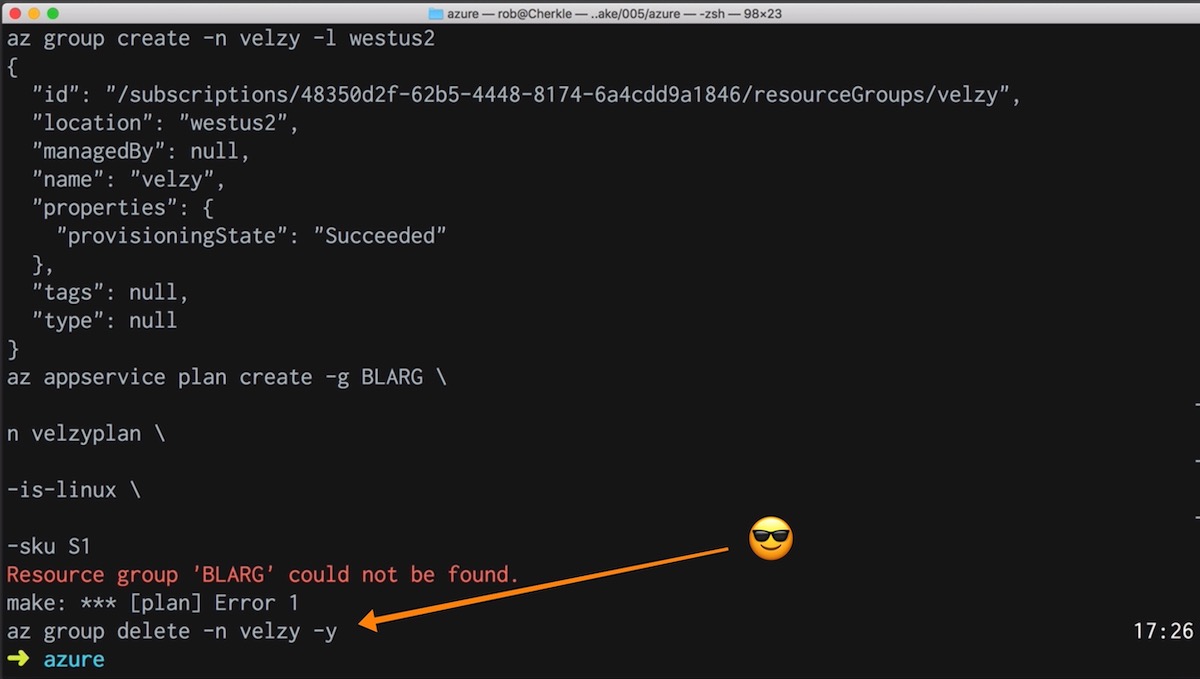 azure — rob@Cherkle — ..ake/005/azure — -zsh — 98×23
az group create -n velzy -l westus2
{
  "id": "/subscriptions/48350d2f-62b5-4448-8174-6a4cdd9a1846/resourceGroups/velzy",
  "location": "westus2",
  "managedBy": null,
  "name": "velzy",
  "properties": {
    "provisioningState": "Succeeded"
  },
  "tags": null,
  "type": null
}
az appservice plan create -g BLARG \
n velzyplan \
-is-linux \
-sku S1
Resource group 'BLARG' could not be found.
make: *** [plan] Error 1
az group delete -n velzy -y
17:26
➜ azure